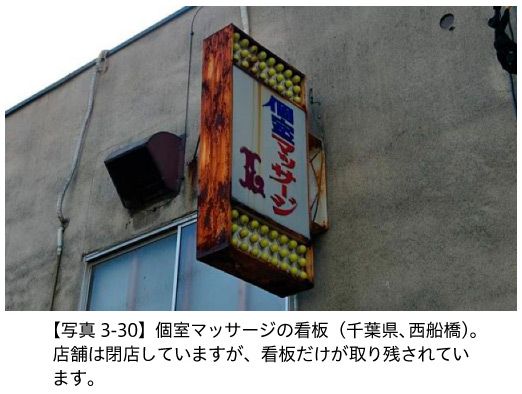 個室マッサージ
【写真 3-30】個室マッサージの看板（千葉県、西船橋）。
店舗は閉店していますが、看板だけが取り残されてい
ます。